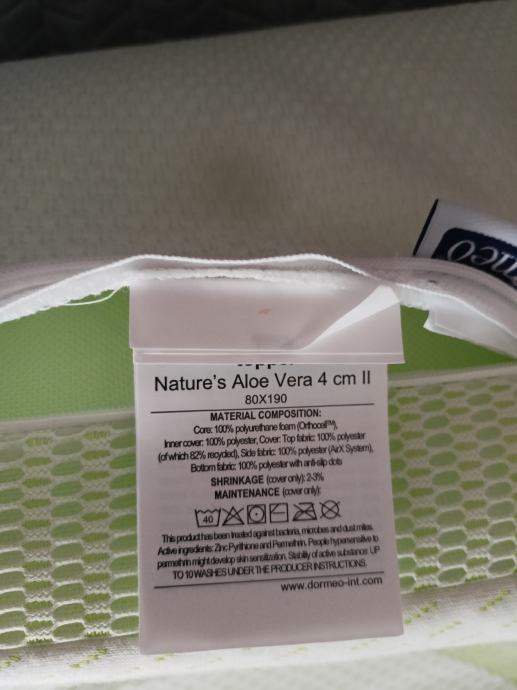 Nature's Aloe Vera 4 cm II
80X190
MATERIAL COMPOSITION:
Core: 100% polyurethane foam (Orthocell™),
Inner cover: 100% polyester, Cover: Top fabric: 100% polyester
(of which 82% recycled), Side fabric: 100% polyester (AirX System),
Bottom fabric: 100% polyester with anti-slip dots
SHRINKAGE (cover only): 2-3%
MAINTENANCE (cover only):
40
This product has been treated against bacteria, microbes and dust mites.
Active ingredients: Zinc Pyrithione and Permethrin. People hypersensitive to
permethrin might develop skin sensitization. Stability of active substance: UP
TO 10 WASHES UNDER THE PRODUCER INSTRUCTIONS.
www.dormeo-int.com